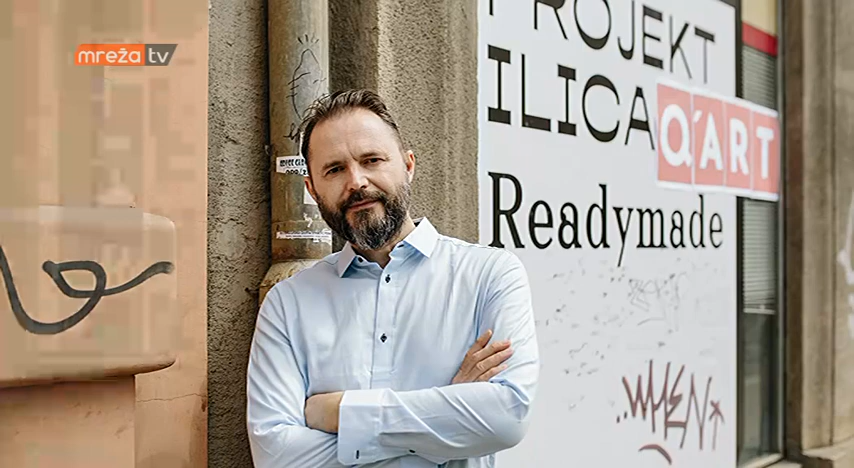 mreža tv
PROJEKT
ILICA
Q'ART
Readymade